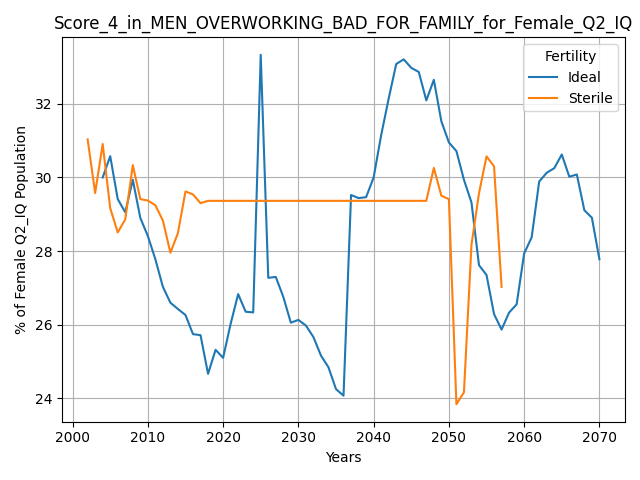 Score_4_in_MEN_OVERWORKING_BAD_FOR_FAMILY_for_Female_Q2_IQ
Fertility
Ideal
Sterile
% of Female Q2_IQ Population
32
30
28
26
24
2000 2010 2020 2030 2040 2050 2060 2070
Years